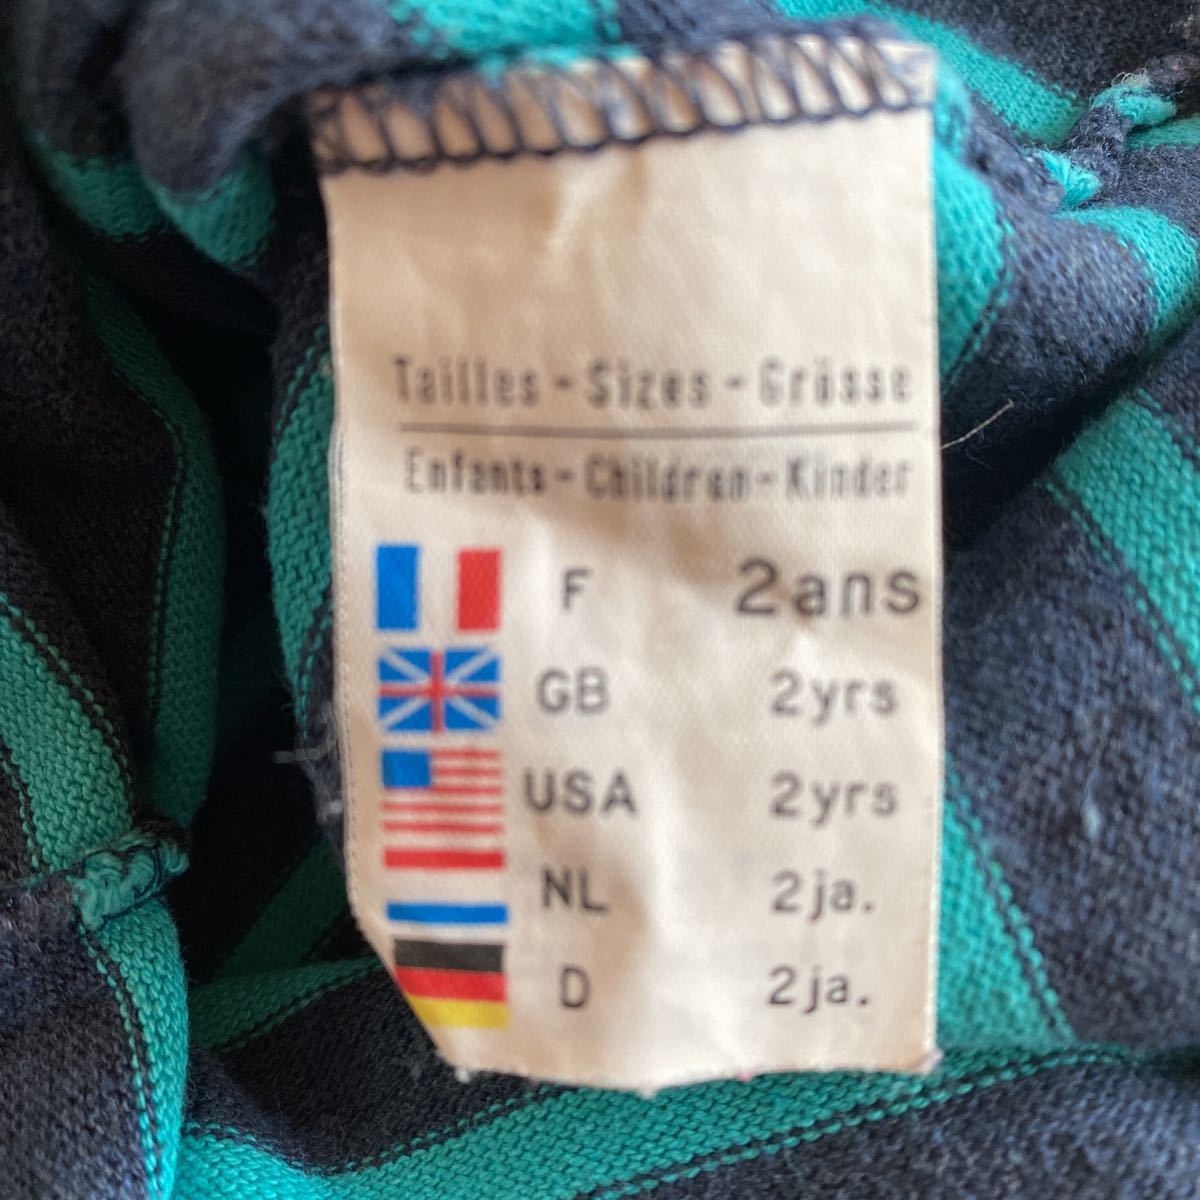 Tailles - Sizes - Grösse
Enfants - Children - Kinder
F 2ans
GB 2yrs
USA 2yrs
NL 2ja.
D 2ja.